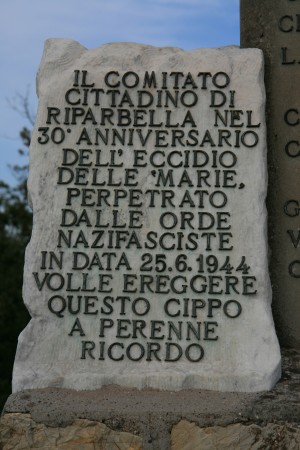 IL COMITATO
CITTADINO DI
RIPARBELLA NEL
30° ANNIVERSARIO
DELL' ECCIDIO
DELLE 'MARIE,
PERPETRATO
DALLE ORDE
NAZIFASCISTE
IN DATA 25.6.1944
VOLLE EREGGERE
QUESTO CIPPO
A PERENNE
RICORDO